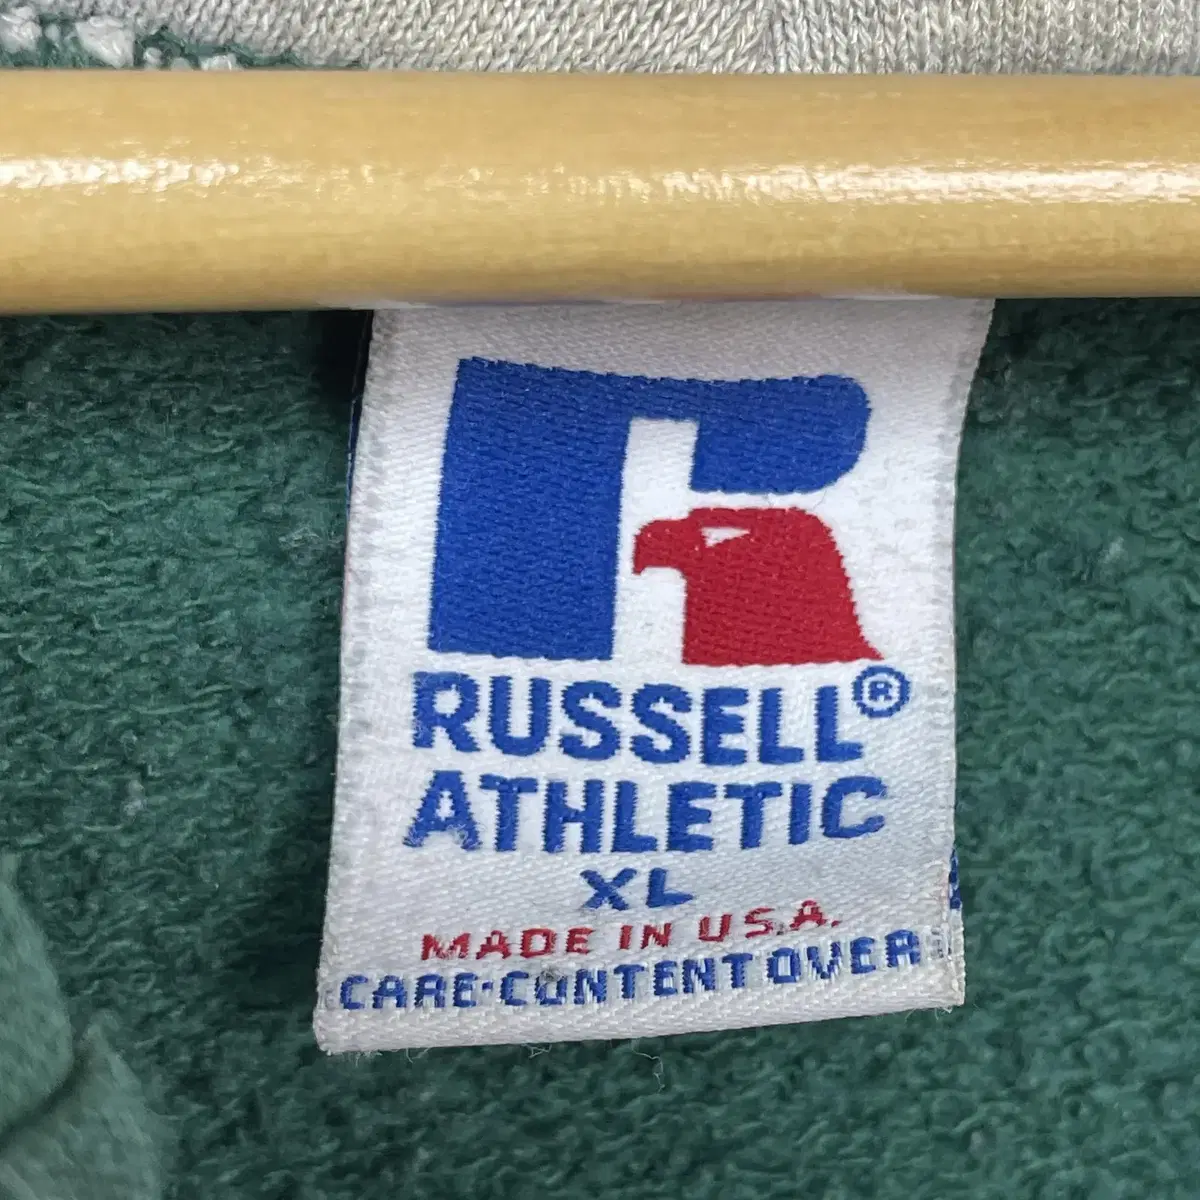 RUSSELL®
ATHLETIC
XL
MADE IN U.S.A.
CARE·CONTENT OVER